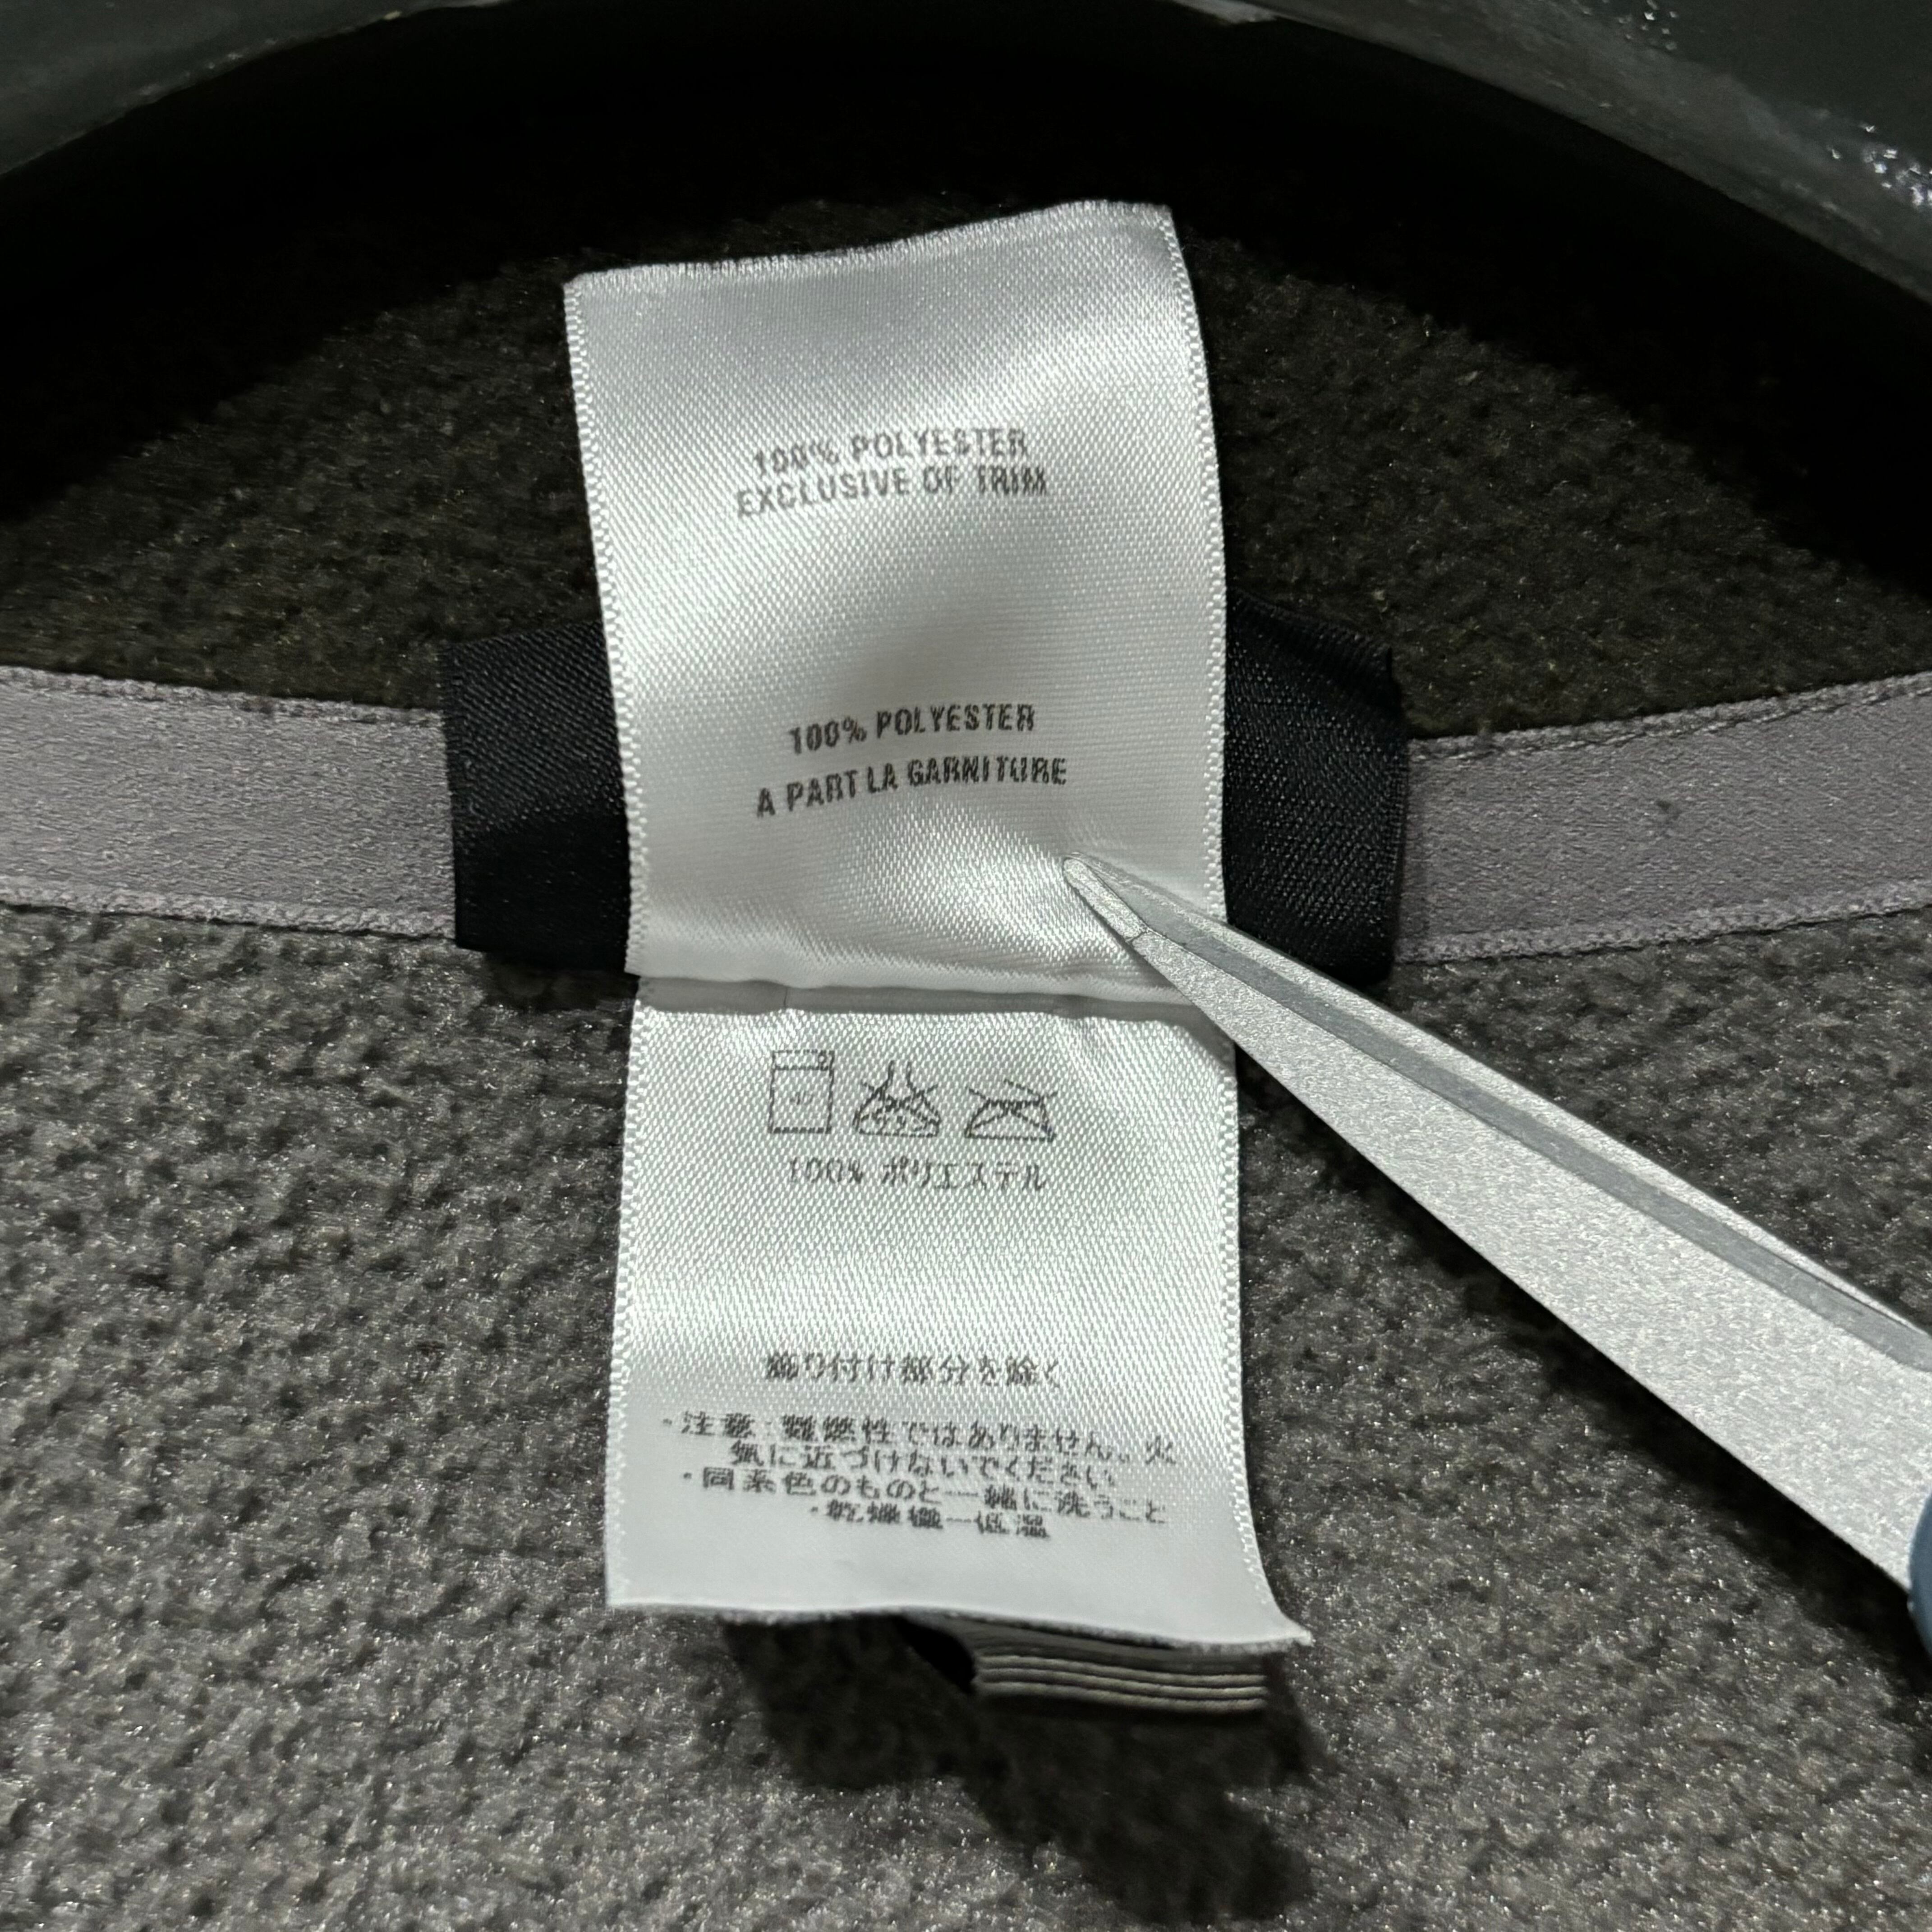 100% POLYESTER
EXCLUSIVE OF TRIM
100% POLYESTER
A PART LA GARNITURE
100% ポリエステル
飾り付け部分を除く
・注意：難燃性ではありません。火
気に近づけないでください
・同系色のものと一緒に洗うこと
・乾燥機ー低温